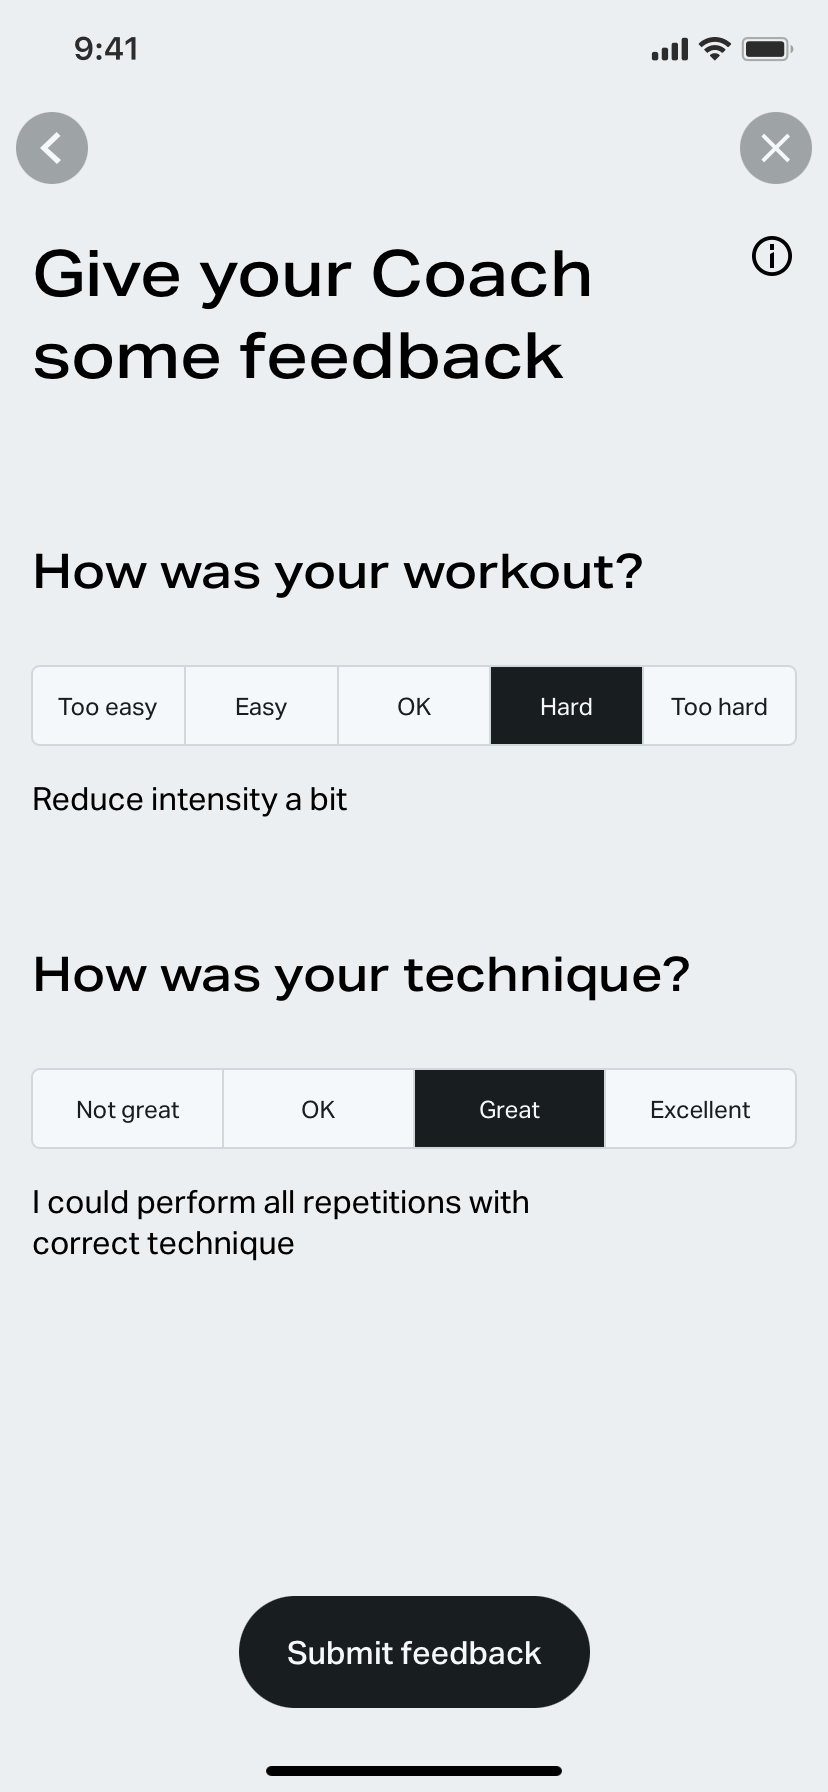 9:41
Give your Coach
some feedback
How was your workout?
Too easy Easy OK Hard Too hard
Reduce intensity a bit
How was your technique?
Not great OK Great Excellent
I could perform all repetitions with
correct technique
Submit feedback